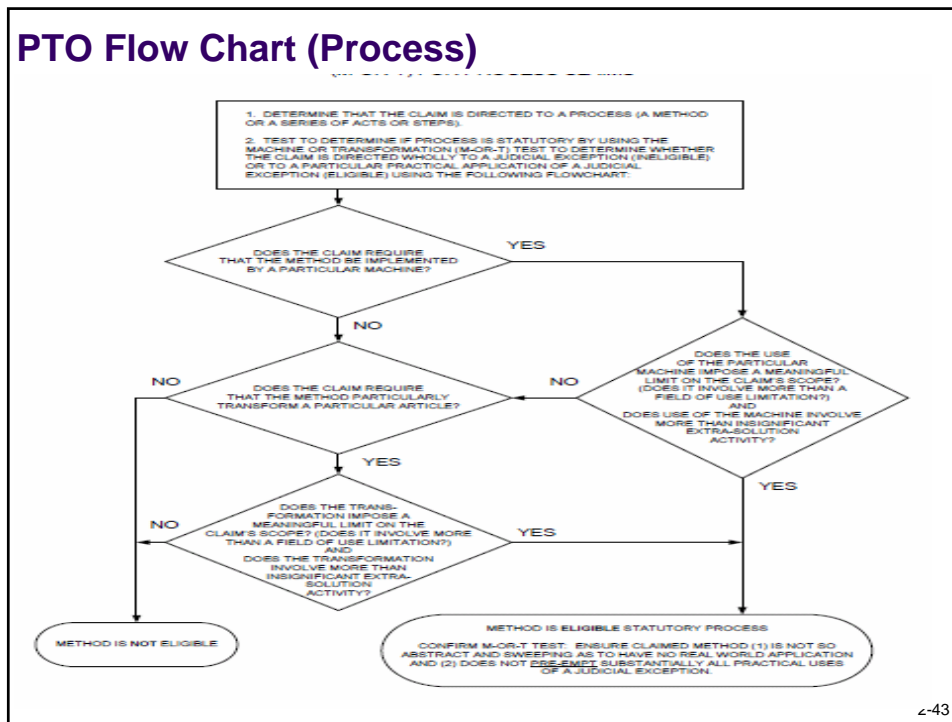 PTO Flow Chart (Process)
1. DETERMINE THAT THE CLAIM IS DIRECTED TO A PROCESS (A METHOD
OR A SERIES OF ACTS OR STEPS).
2. TEST TO DETERMINE IF PROCESS IS STATUTORY BY USING THE
MACHINE OR TRANSFORMATION (M-OR-T) TEST TO DETERMINE WHETHER
THE CLAIM IS DIRECTED WHOLLY TO A JUDICIAL EXCEPTION (INELIGIBLE)
OR TO A PARTICULAR PRACTICAL APPLICATION OF A JUDICIAL
EXCEPTION (ELIGIBLE) USING THE FOLLOWING FLOWCHART:
DOES THE CLAIM REQUIRE
THAT THE METHOD BE IMPLEMENTED
BY A PARTICULAR MACHINE?
YES
NO
DOES THE USE
OF THE PARTICULAR
MACHINE IMPOSE A MEANINGFUL
LIMIT ON THE CLAIM'S SCOPE?
(DOES IT INVOLVE MORE THAN A
FIELD OF USE LIMITATION?)
AND
DOES USE OF THE MACHINE INVOLVE
MORE THAN INSIGNIFICANT
EXTRA-SOLUTION
ACTIVITY?
NO
YES
DOES THE CLAIM REQUIRE
THAT THE METHOD PARTICULARLY
TRANSFORM A PARTICULAR ARTICLE?
NO
YES
DOES THE TRANS-
FORMATION IMPOSE A
MEANINGFUL LIMIT ON THE
CLAIM'S SCOPE? (DOES IT INVOLVE MORE
THAN A FIELD OF USE LIMITATION?)
AND
DOES THE TRANSFORMATION
INVOLVE MORE THAN
INSIGNIFICANT EXTRA-
SOLUTION
ACTIVITY?
NO
YES
METHOD IS NOT ELIGIBLE
METHOD IS ELIGIBLE STATUTORY PROCESS
CONFIRM M-OR-T TEST: ENSURE CLAIMED METHOD (1) IS NOT SO
ABSTRACT AND SWEEPING AS TO HAVE NO REAL WORLD APPLICATION
AND (2) DOES NOT PRE-EMPT SUBSTANTIALLY ALL PRACTICAL USES
OF A JUDICIAL EXCEPTION.
2-43